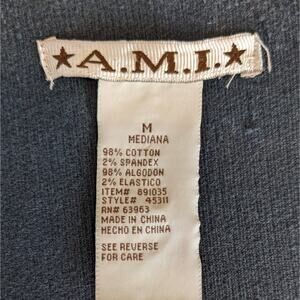 ★A.M.I.★
M
MEDIANA
98% COTTON
2% SPANDEX
98% ALGODON
2% ELASTICO
ITEM# 891035
STYLE# 45311
RN# 63963
MADE IN CHINA
HECHO EN CHINA
SEE REVERSE
FOR CARE